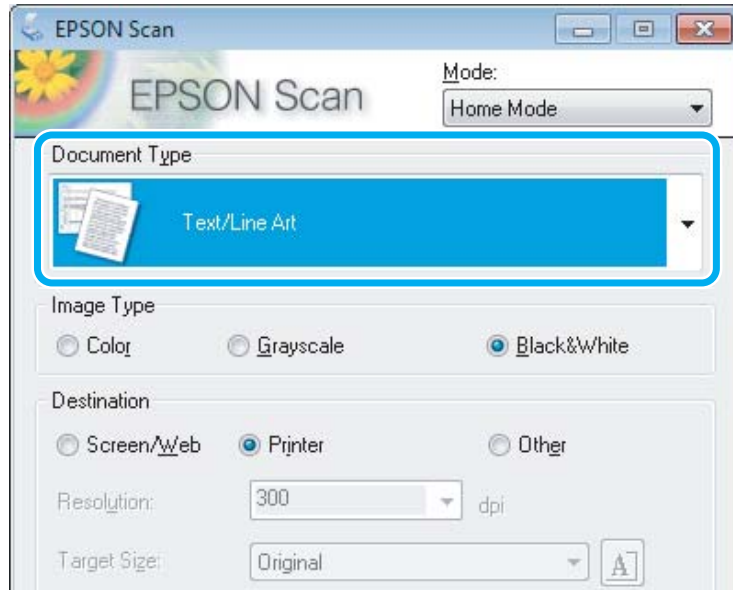 EPSON Scan
EPSON Scan
Mode:
Home Mode
Document Type
Text/Line Art
Image Type
Color Grayscale Black&White
Destination
Screen/Web Printer Other
Resolution: 300 dpi
Target Size: Original A